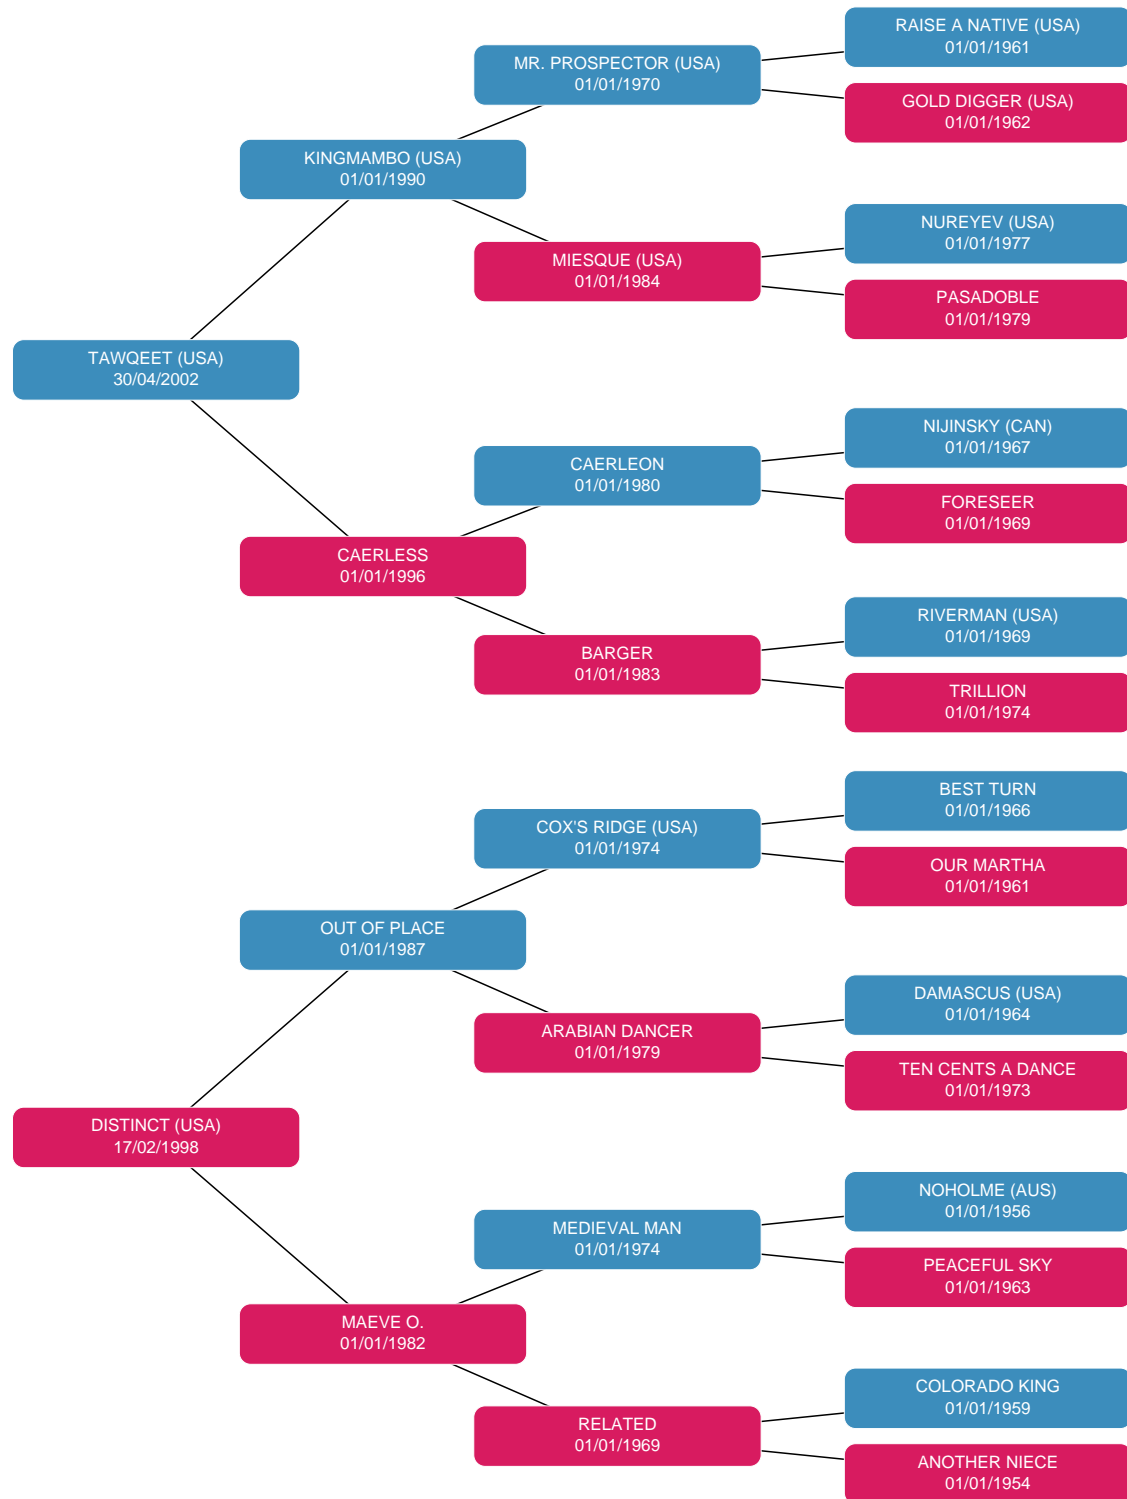 RAISE A NATIVE (USA)
01/01/1961
MR. PROSPECTOR (USA)
01/01/1970
GOLD DIGGER (USA)
01/01/1962
KINGMAMBO (USA)
01/01/1990
NUREYEV (USA)
01/01/1977
MIESQUE (USA)
01/01/1984
PASADOBLE
01/01/1979
TAWQEET (USA)
30/04/2002
NIJINSKY (CAN)
01/01/1967
CAERLEON
01/01/1980
FORESEER
01/01/1969
CAERLESS
01/01/1996
RIVERMAN (USA)
01/01/1969
BARGER
01/01/1983
TRILLION
01/01/1974
BEST TURN
01/01/1966
COX'S RIDGE (USA)
01/01/1974
OUR MARTHA
01/01/1961
OUT OF PLACE
01/01/1987
DAMASCUS (USA)
01/01/1964
ARABIAN DANCER
01/01/1979
TEN CENTS A DANCE
01/01/1973
DISTINCT (USA)
17/02/1998
NOHOLME (AUS)
01/01/1956
MEDIEVAL MAN
01/01/1974
PEACEFUL SKY
01/01/1963
MAEVE O.
01/01/1982
COLORADO KING
01/01/1959
RELATED
01/01/1969
ANOTHER NIECE
01/01/1954